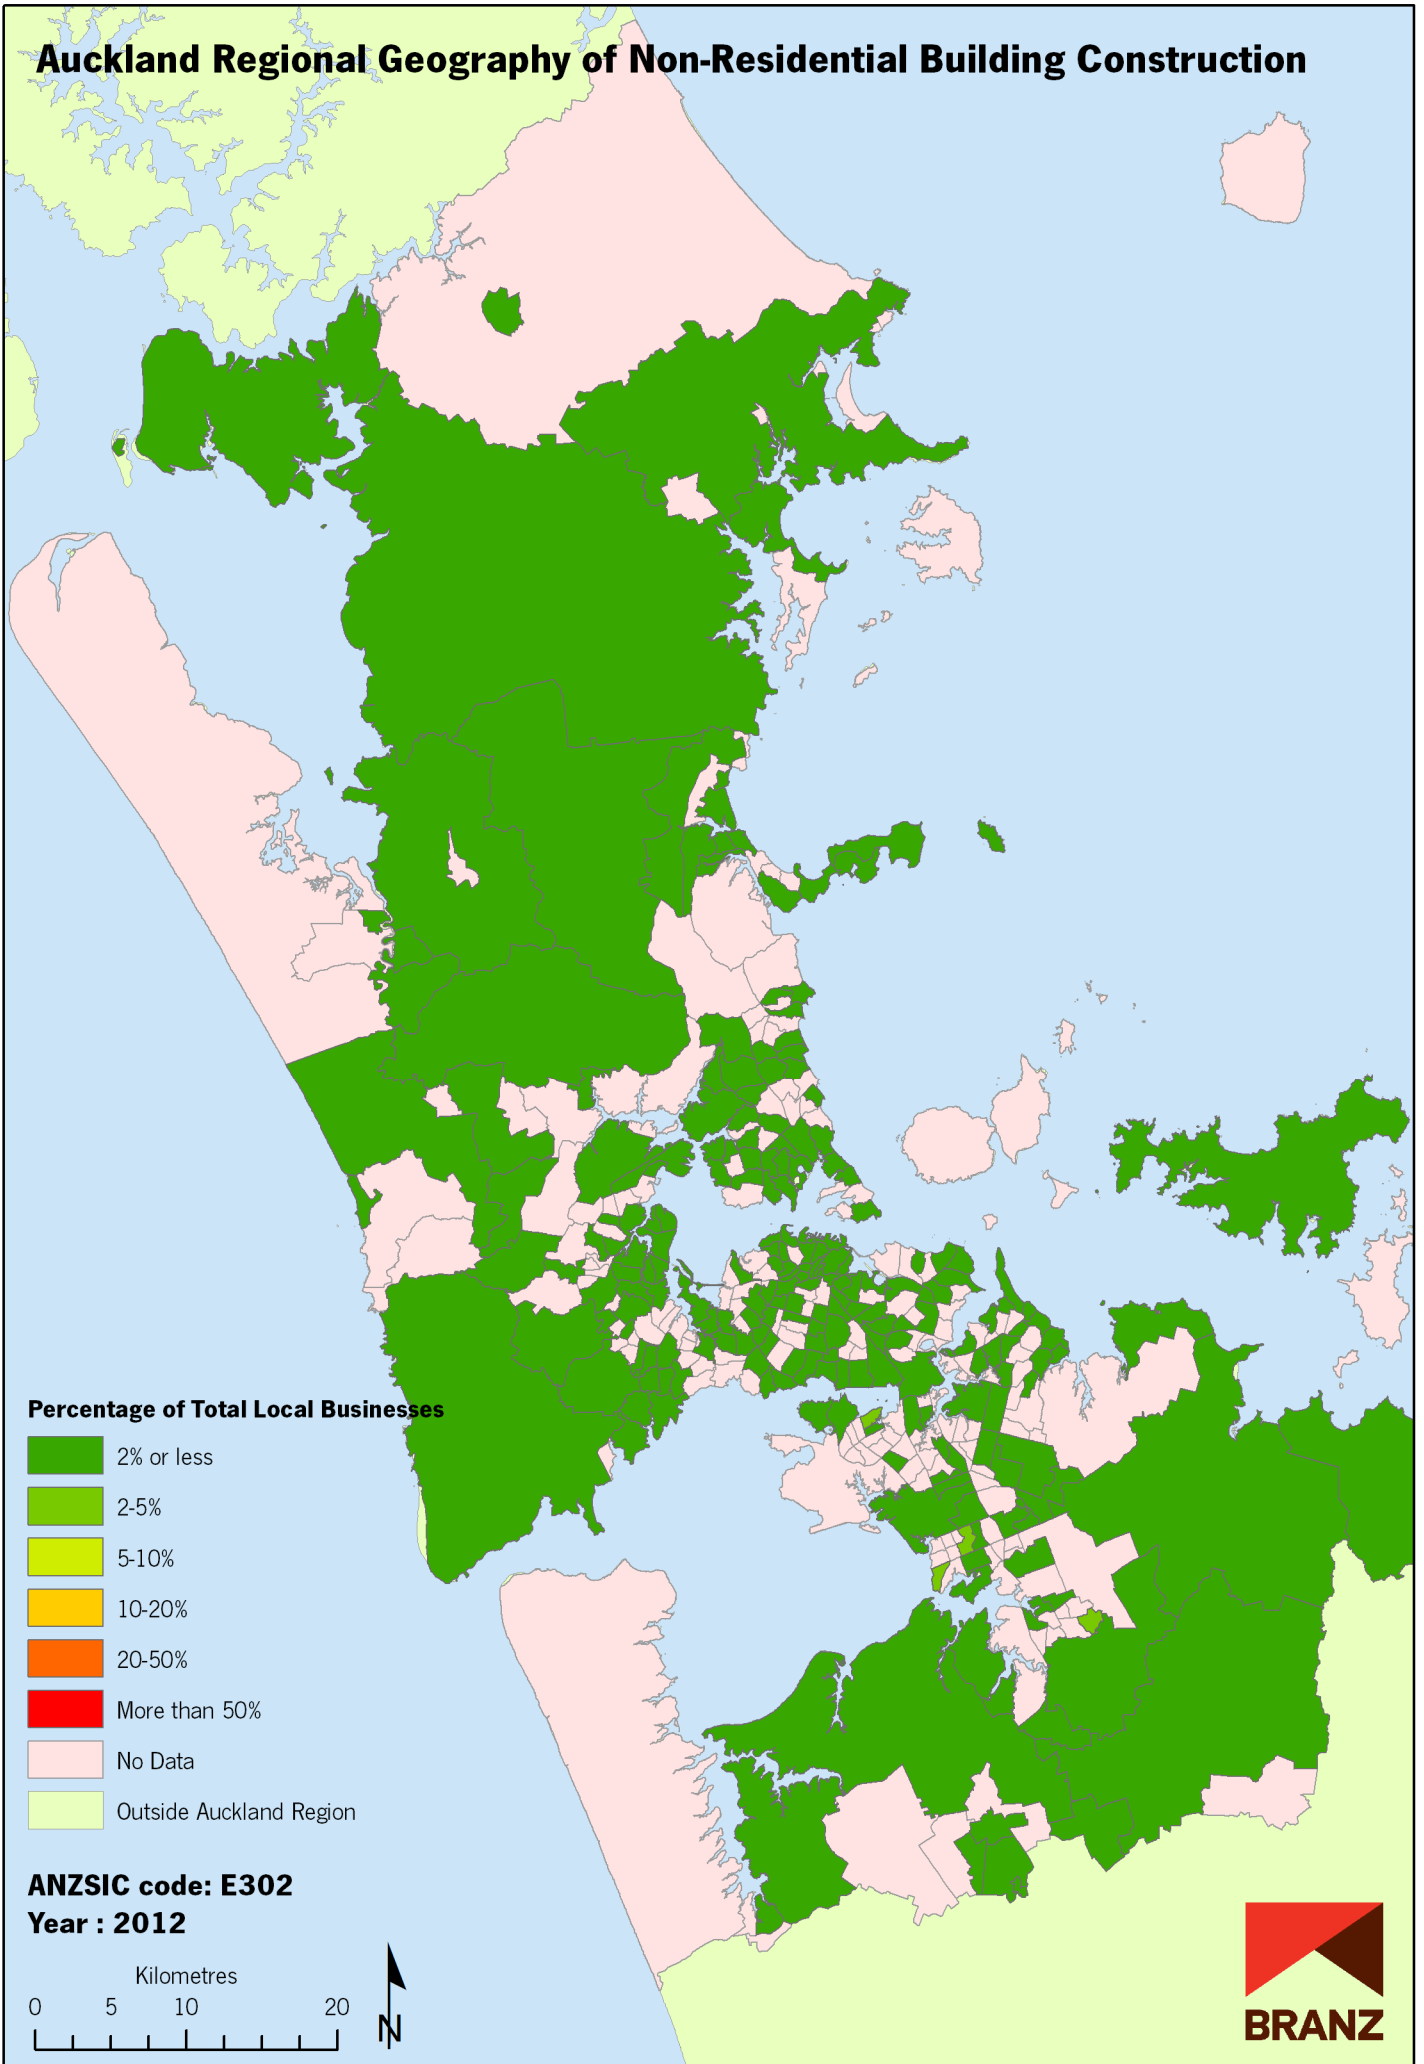 Auckland Regional Geography of Non-Residential Building Construction
Percentage of Total Local Businesses
2% or less
2-5%
5-10%
10-20%
20-50%
More than 50%
No Data
Outside Auckland Region
ANZSIC code: E302
Year : 2012
Kilometres
0 5 10 20
N
BRANZ